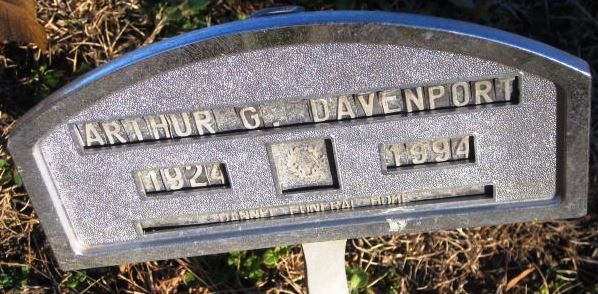 ARTHUR G. DAVENPORT
1924 1994
FUNERAL HOME